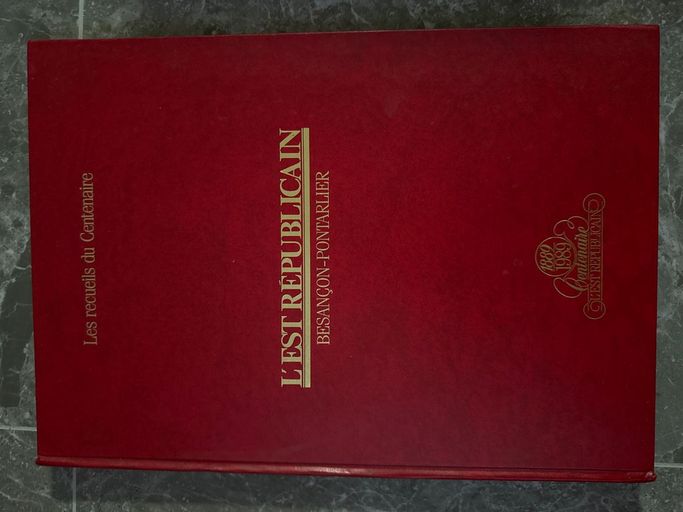 Les recueils du Centenaire
L'EST RÉPUBLICAIN
BESANÇON-PONTARLIER
1889
1989
Centenaire
L'EST RÉPUBLICAIN